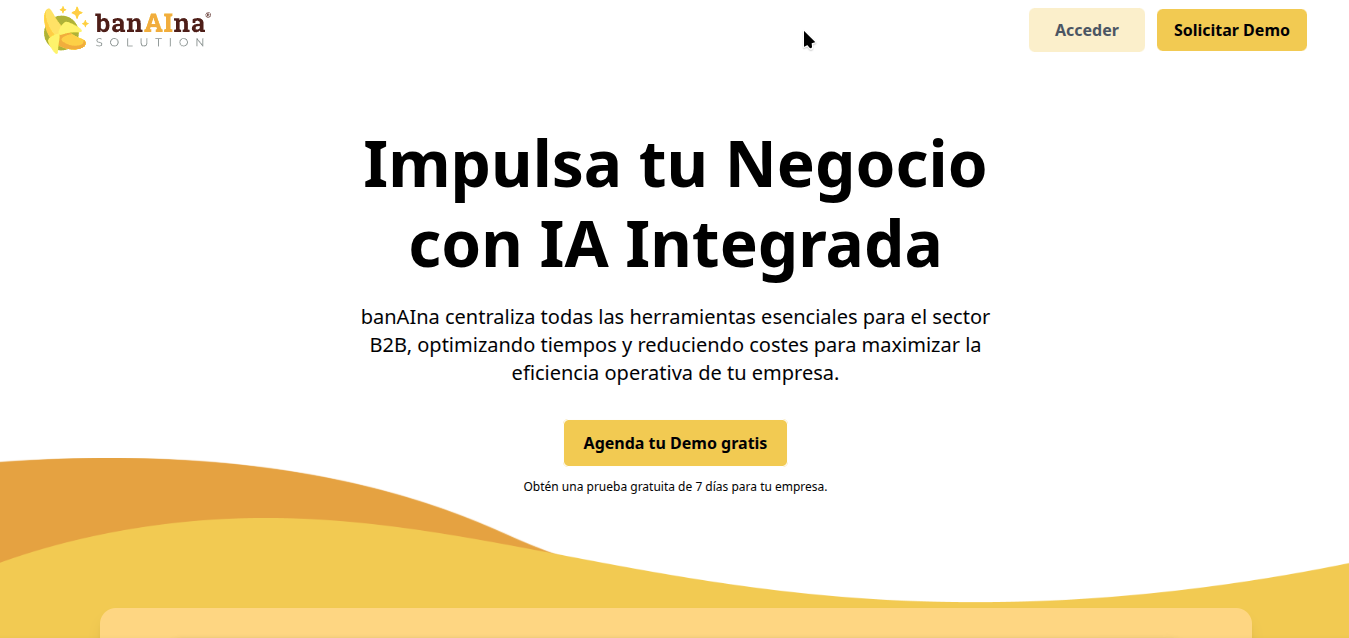 banAIna®
SOLUTION
Acceder
Solicitar Demo
Impulsa tu Negocio
con IA Integrada
banAIna centraliza todas las herramientas esenciales para el sector
B2B, optimizando tiempos y reduciendo costes para maximizar la
eficiencia operativa de tu empresa.
Agenda tu Demo gratis
Obtén una prueba gratuita de 7 días para tu empresa.